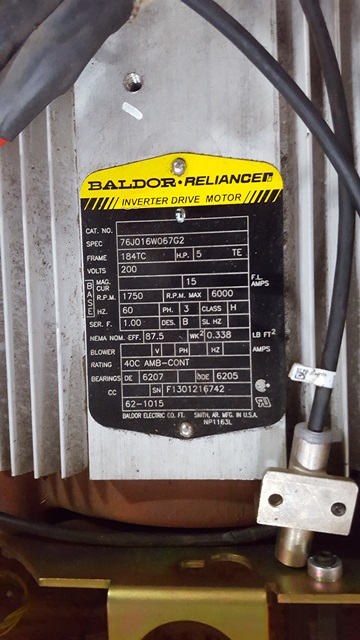 BALDOR • RELIANCE
INVERTER DRIVE MOTOR
CAT. NO.
SPEC 76J016W067G2
FRAME 184TC H.P. 5 TE
VOLTS 200
MAG. CUR 15 F.L. AMPS
BASE R.P.M. 1750 R.P.M. MAX 6000
HZ. 60 PH. 3 CLASS H
SER. F. 1.00 DES. B SL HZ
NEMA NOM. EFF. 87.5 WK² 0.338 LB FT²
BLOWER V PH HZ AMPS
RATING 40C AMB-CONT
BEARINGS DE 6207 ODE 6205
CC SN F1301216742
62-1015
BALDOR ELECTRIC CO. FT. SMITH, AR. MFG. IN U.S.A.
NP1163L